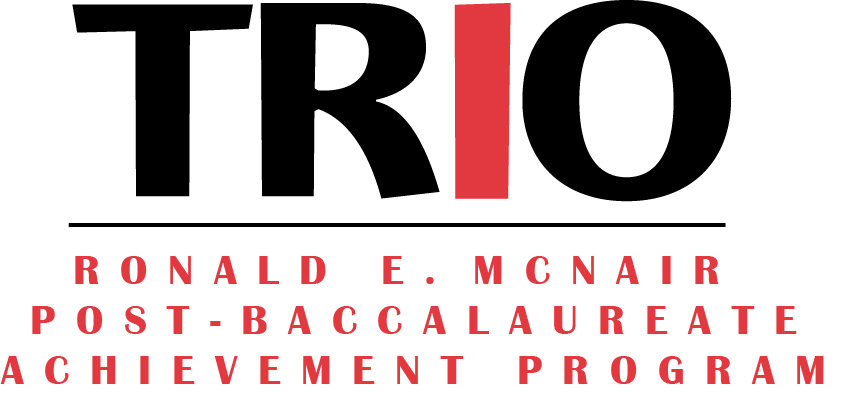 TRIO
RONALD E. MCNAIR
POST-BACCALAUREATE
ACHIEVEMENT PROGRAM